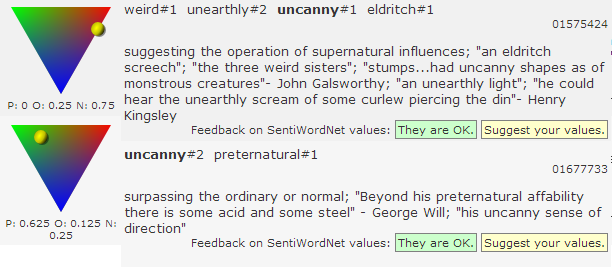 weird#1 unearthly#2 uncanny#1 eldritch#1
01575424
suggesting the operation of supernatural influences; "an eldritch
screech"; "the three weird sisters"; "stumps...had uncanny shapes as of
monstrous creatures"- John Galsworthy; "an unearthly light"; "he could
hear the unearthly scream of some curlew piercing the din"- Henry
Kingsley
P: 0 O: 0.25 N: 0.75
Feedback on SentiWordNet values: They are OK. Suggest your values.
uncanny#2 preternatural#1
01677733
surpassing the ordinary or normal; "Beyond his preternatural affability
there is some acid and some steel" - George Will; "his uncanny sense of
direction"
P: 0.625 O: 0.125 N:
0.25
Feedback on SentiWordNet values: They are OK. Suggest your values.